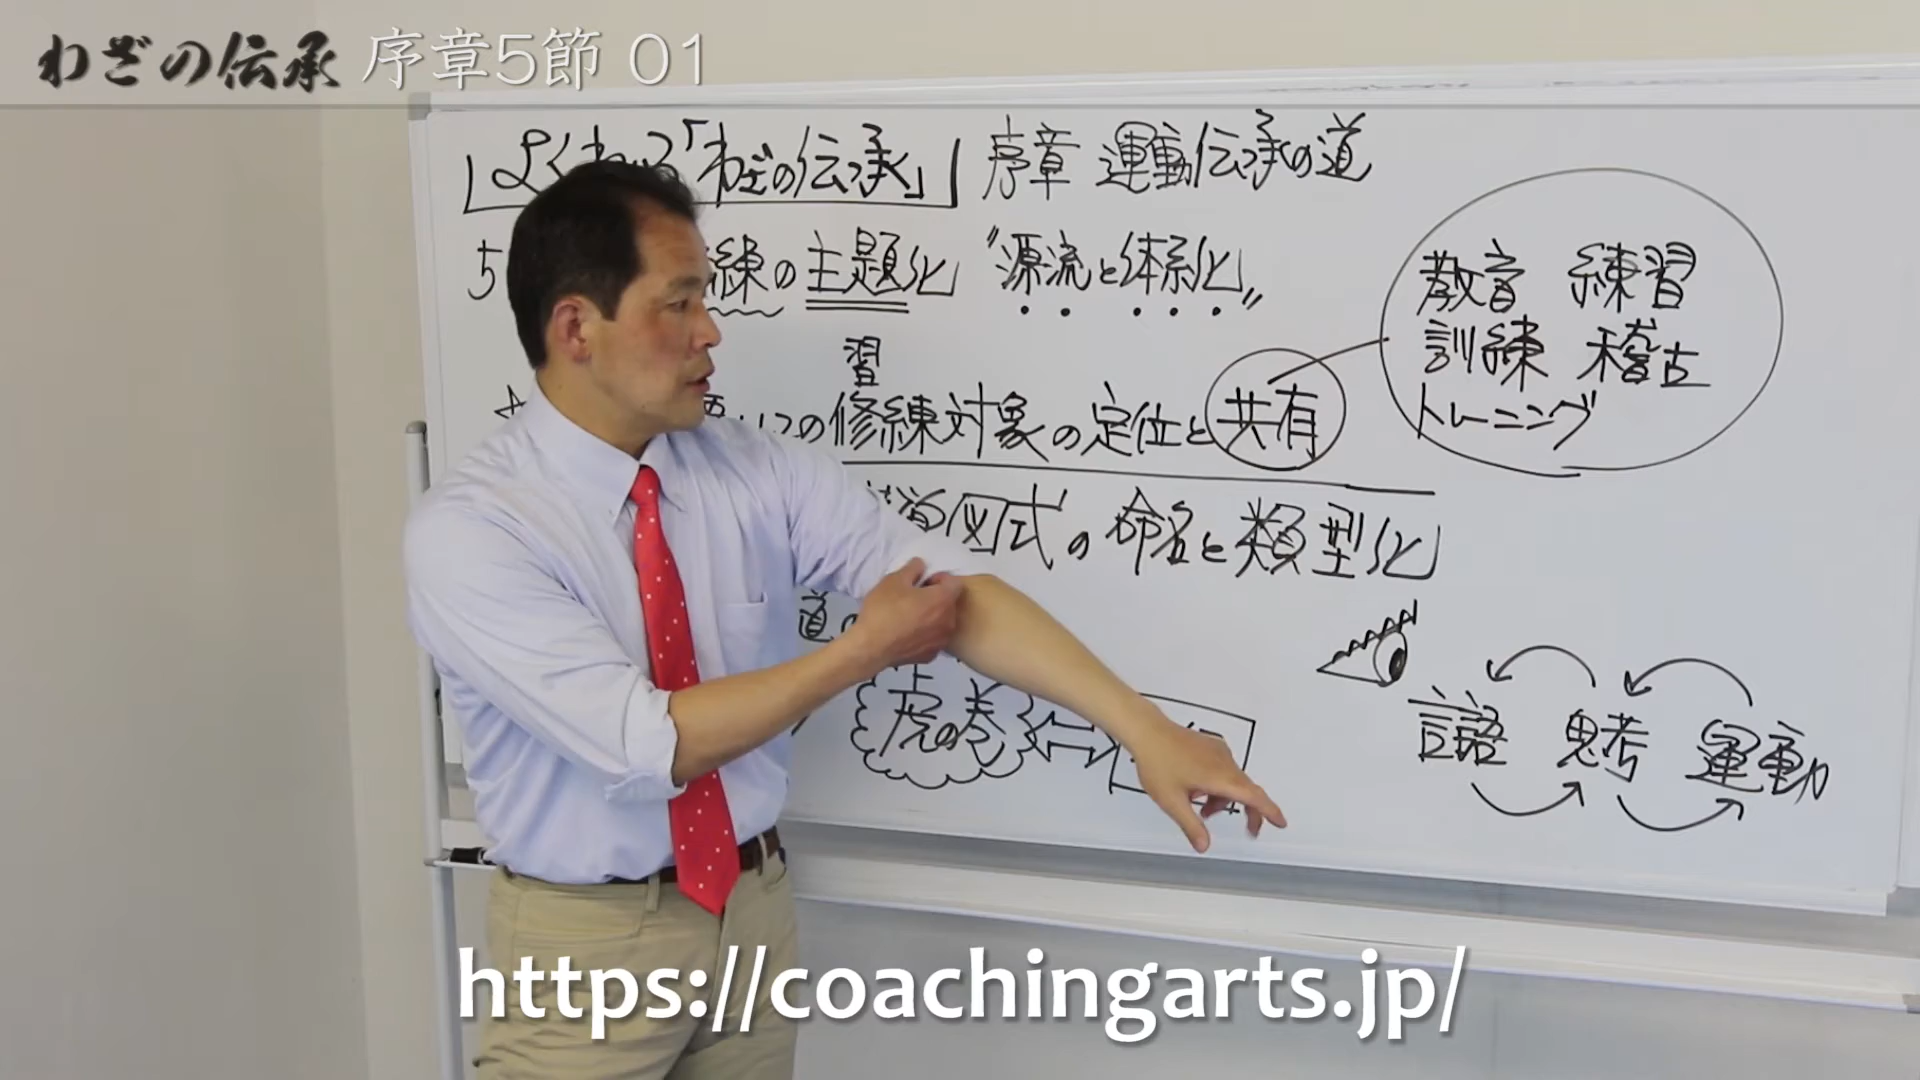 わざの伝承 序章5節 01
よくわかる「わざの伝承」 序章 運動伝承の道
5 練の主題化 〝源流と体系化〟
教育 練習
訓練 稽古
トレーニング
習
の修練対象の定位と共有
道図式の命名と類型化
道
虎の巻
言語 思考 運動
https://coachingarts.jp/